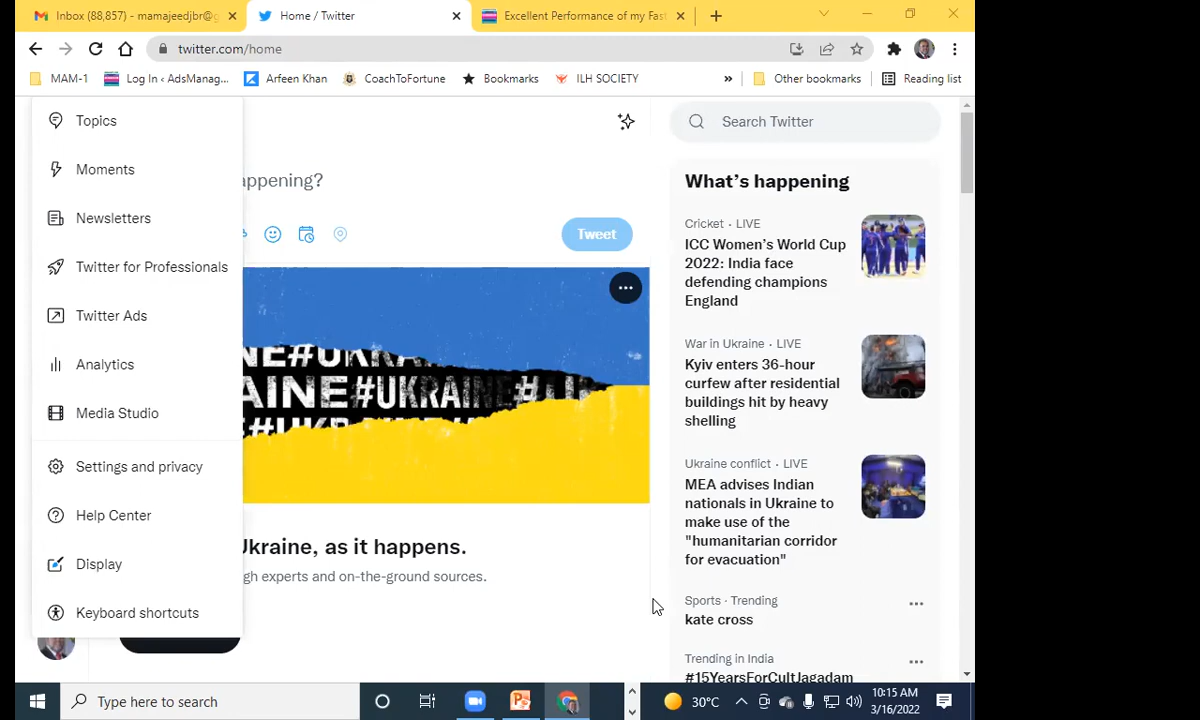 Inbox (88,857) - mamajeedjbr@g
Home / Twitter
Excellent Performance of my Fast
twitter.com/home
MAM-1
Log In ‹ AdsManag...
Arfeen Khan
CoachToFortune
Bookmarks
ILH SOCIETY
»
Other bookmarks
Reading list
Topics
Moments
Newsletters
Twitter for Professionals
Twitter Ads
Analytics
Media Studio
Settings and privacy
Help Center
Display
Keyboard shortcuts
appening?
Tweet
#UKRAINE
Ukraine, as it happens.
gh experts and on-the-ground sources.
Search Twitter
What's happening
Cricket · LIVE
ICC Women's World Cup
2022: India face
defending champions
England
War in Ukraine · LIVE
Kyiv enters 36-hour
curfew after residential
buildings hit by heavy
shelling
Ukraine conflict · LIVE
MEA advises Indian
nationals in Ukraine to
make use of the
"humanitarian corridor
for evacuation"
Sports · Trending
kate cross
Trending in India
#15YearsForCultJagadam
Type here to search
30°C
10:15 AM
3/16/2022